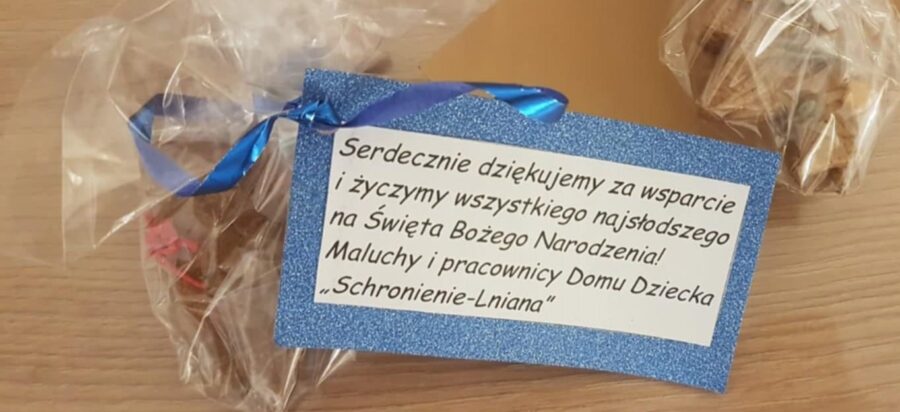 Serdecznie dziękujemy za wsparcie
i życzymy wszystkiego najsłodszego
na Święta Bożego Narodzenia!
Maluchy i pracownicy Domu Dziecka
„Schronienie-Lniana"